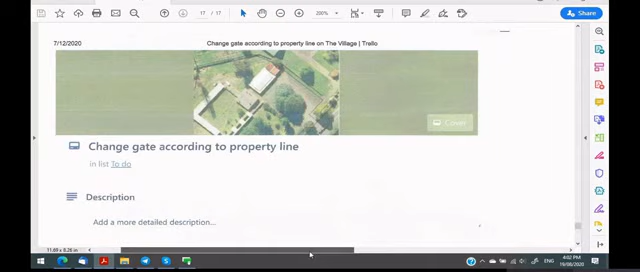 17 / 17
200%
Share
7/12/2020
Change gate according to property line on The Village | Trello
Cover
Change gate according to property line
in list To do
Description
Add a more detailed description...
11.69 x 8.26 in
ENG
4:02 PM
19/08/2020